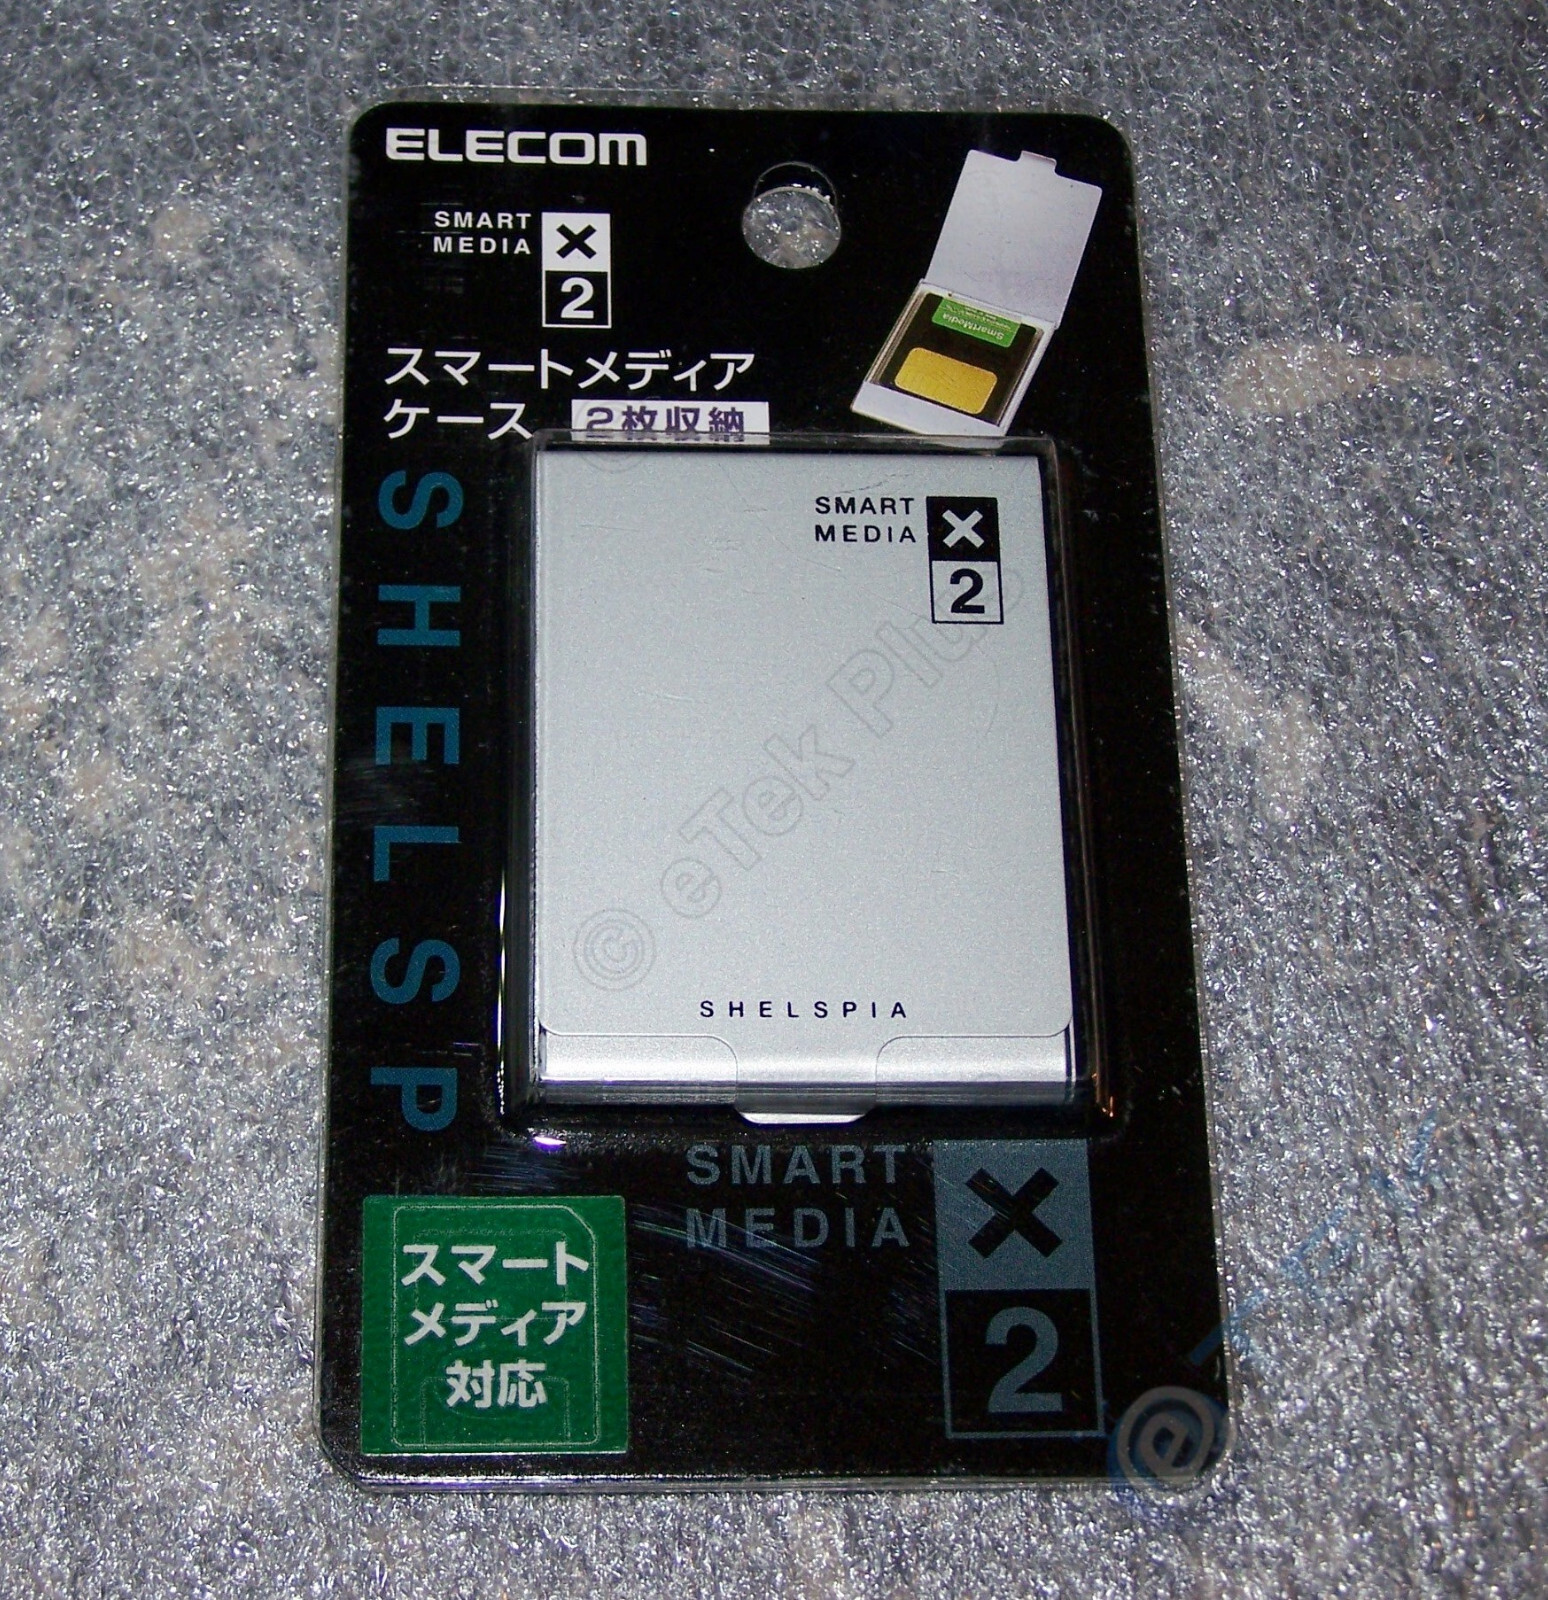 ELECOM
SMART
MEDIA
×
2
スマートメディア
ケース 2枚収納
SmartMedia
SHELSP
SMART
MEDIA
×
2
© eTek Plus
SHELSPIA
SMART
MEDIA
×
2
スマート
メディア
対応